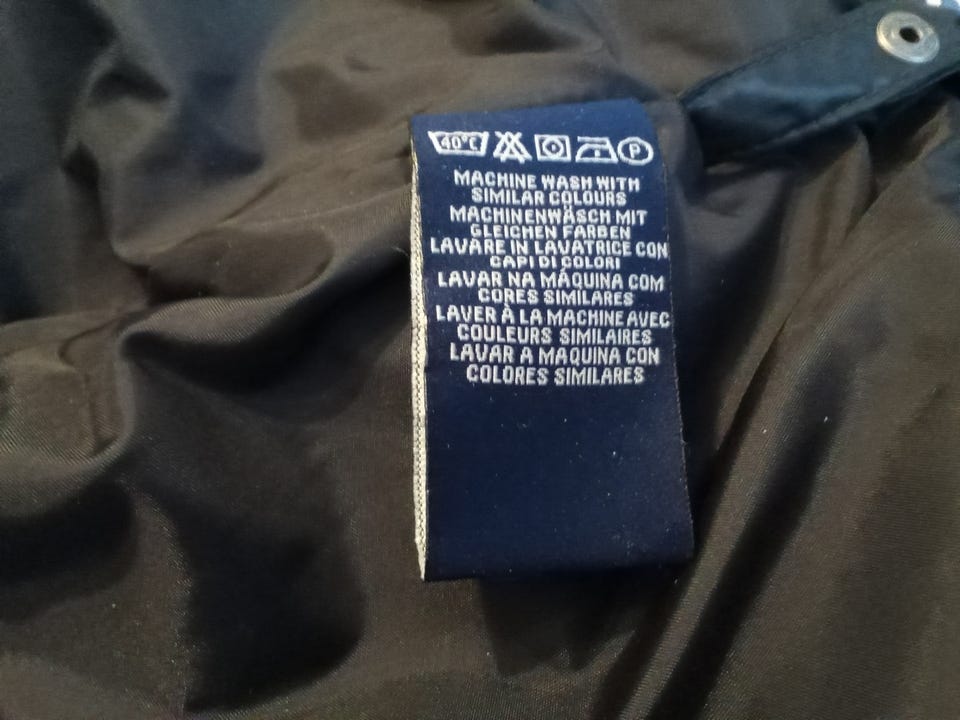 40°C P
MACHINE WASH WITH
SIMILAR COLOURS
MACHINENWÄSCH MIT
GLEICHEN FARBEN
LAVARE IN LAVATRICE CON
CAPI DI COLORI
LAVAR NA MÁQUINA COM
CORES SIMILARES
LAVER À LA MACHINE AVEC
COULEURS SIMILAIRES
LAVAR A MÁQUINA CON
COLORES SIMILARES